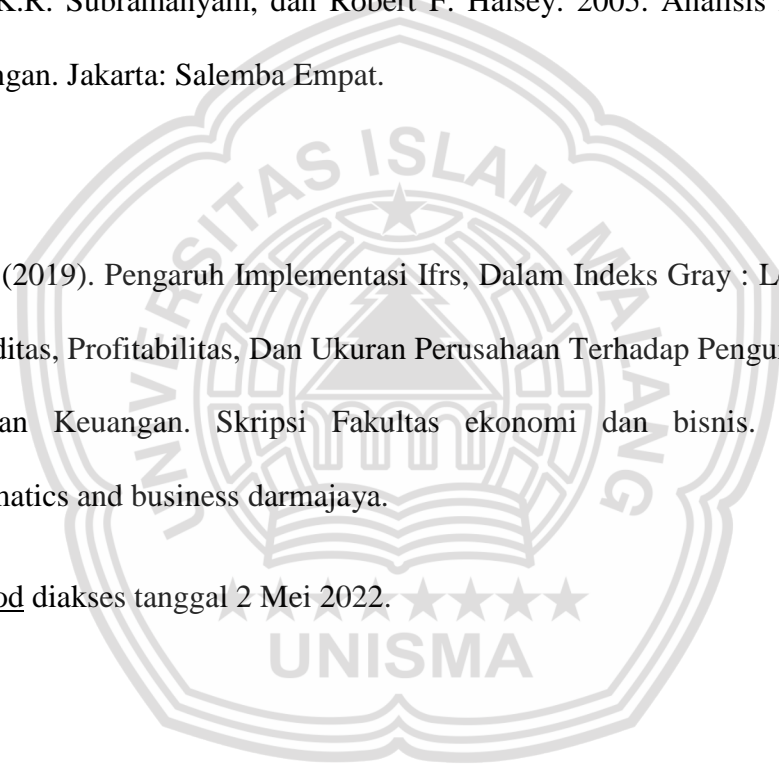 K.R. Subramanyam, dan Robert F. Halsey. 2005. Analisis
ngan. Jakarta: Salemba Empat.
(2019). Pengaruh Implementasi Ifrs, Dalam Indeks Gray : L
ditas, Profitabilitas, Dan Ukuran Perusahaan Terhadap Pengu
an Keuangan. Skripsi Fakultas ekonomi dan bisnis.
natics and business darmajaya.
od diakses tanggal 2 Mei 2022.
UNIVERSITAS ISLAM MALANG
UNISMA